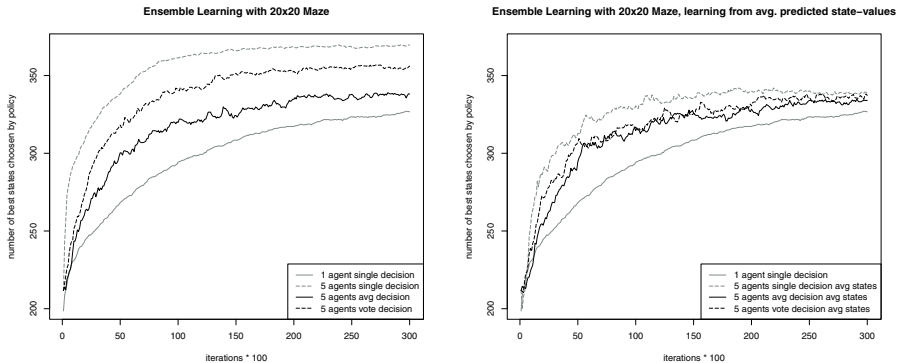 Ensemble Learning with 20x20 Maze
number of best states choosen by policy
200
250
300
350
0
50
100
150
200
250
300
iterations * 100
1 agent single decision
5 agents single decision
5 agents avg decision
5 agents vote decision
Ensemble Learning with 20x20 Maze, learning from avg. predicted state−values
number of best states choosen by policy
200
250
300
350
0
50
100
150
200
250
300
iterations * 100
1 agent single decision
5 agents single decision avg states
5 agents avg decision avg states
5 agents vote decision avg states